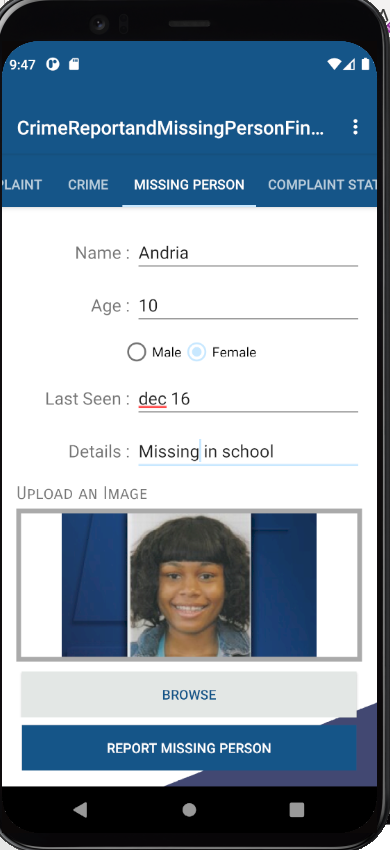 9:47
CrimeReportandMissingPersonFin...
PLAINT CRIME MISSING PERSON COMPLAINT STAT
Name : Andria
Age : 10
Male Female
Last Seen : dec 16
Details : Missing in school
UPLOAD AN IMAGE
BROWSE
REPORT MISSING PERSON